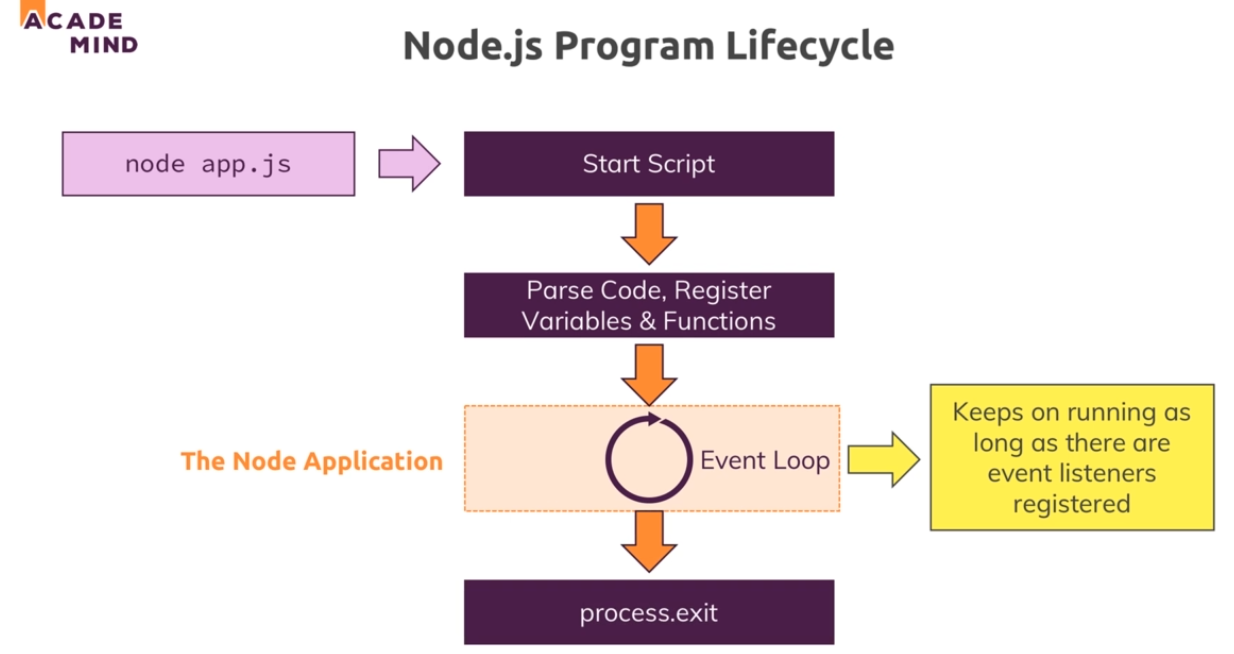 ACADE
MIND
Node.js Program Lifecycle
node app.js
Start Script
Parse Code, Register
Variables & Functions
The Node Application
Event Loop
Keeps on running as
long as there are
event listeners
registered
process.exit